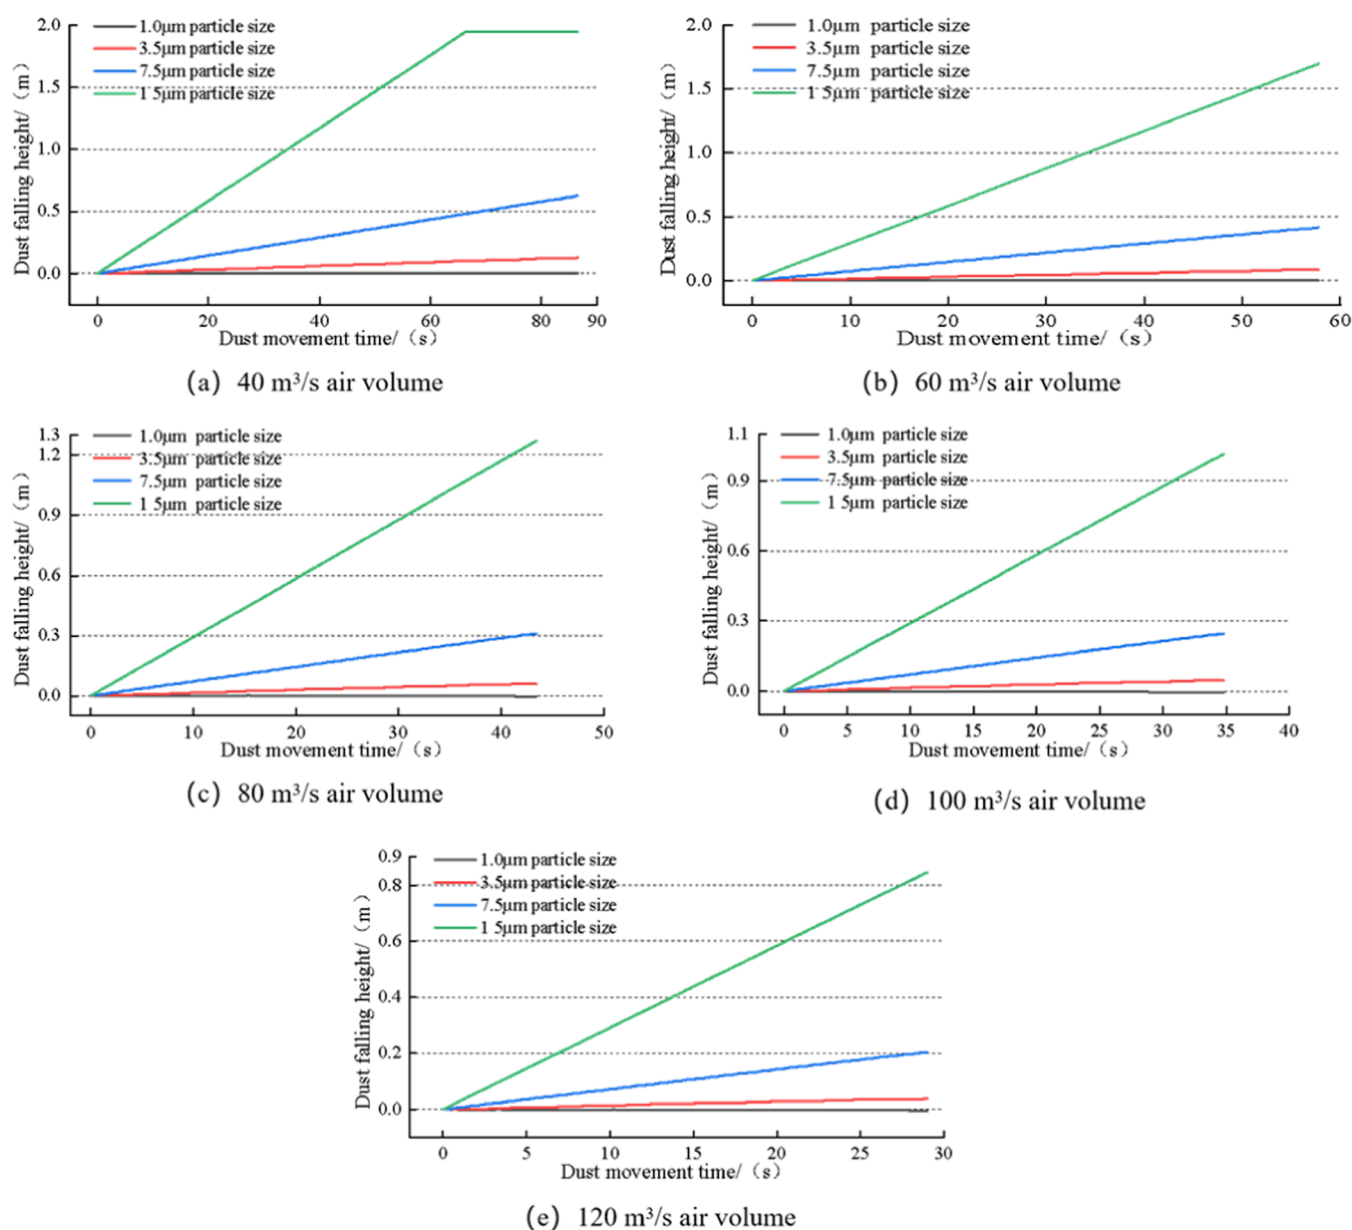 2.0
1.5
1.0
0.5
0.0
Dust falling height/（m）
1.0μm particle size
3.5μm particle size
7.5μm particle size
1 5μm particle size
0 20 40 60 80 90
Dust movement time/（s）
(a) 40 m³/s air volume
2.0
1.5
1.0
0.5
0.0
Dust falling height/（m）
1.0μm particle size
3.5μm particle size
7.5μm particle size
1 5μm particle size
0 10 20 30 40 50 60
Dust movement time/（s）
(b) 60 m³/s air volume
1.3
1.2
0.9
0.6
0.3
0.0
Dust falling height/（m）
1.0μm particle size
3.5μm particle size
7.5μm particle size
1 5μm particle size
0 10 20 30 40 50
Dust movement time/（s）
(c) 80 m³/s air volume
1.1
0.9
0.6
0.3
0.0
Dust falling height/（m）
1.0μm particle size
3.5μm particle size
7.5μm particle size
1 5μm particle size
0 5 10 15 20 25 30 35 40
Dust movement time/（s）
(d) 100 m³/s air volume
0.9
0.8
0.6
0.4
0.2
0.0
Dust falling height/（m）
1.0μm particle size
3.5μm particle size
7.5μm particle size
1 5μm particle size
0 5 10 15 20 25 30
Dust movement time/（s）
(e) 120 m³/s air volume